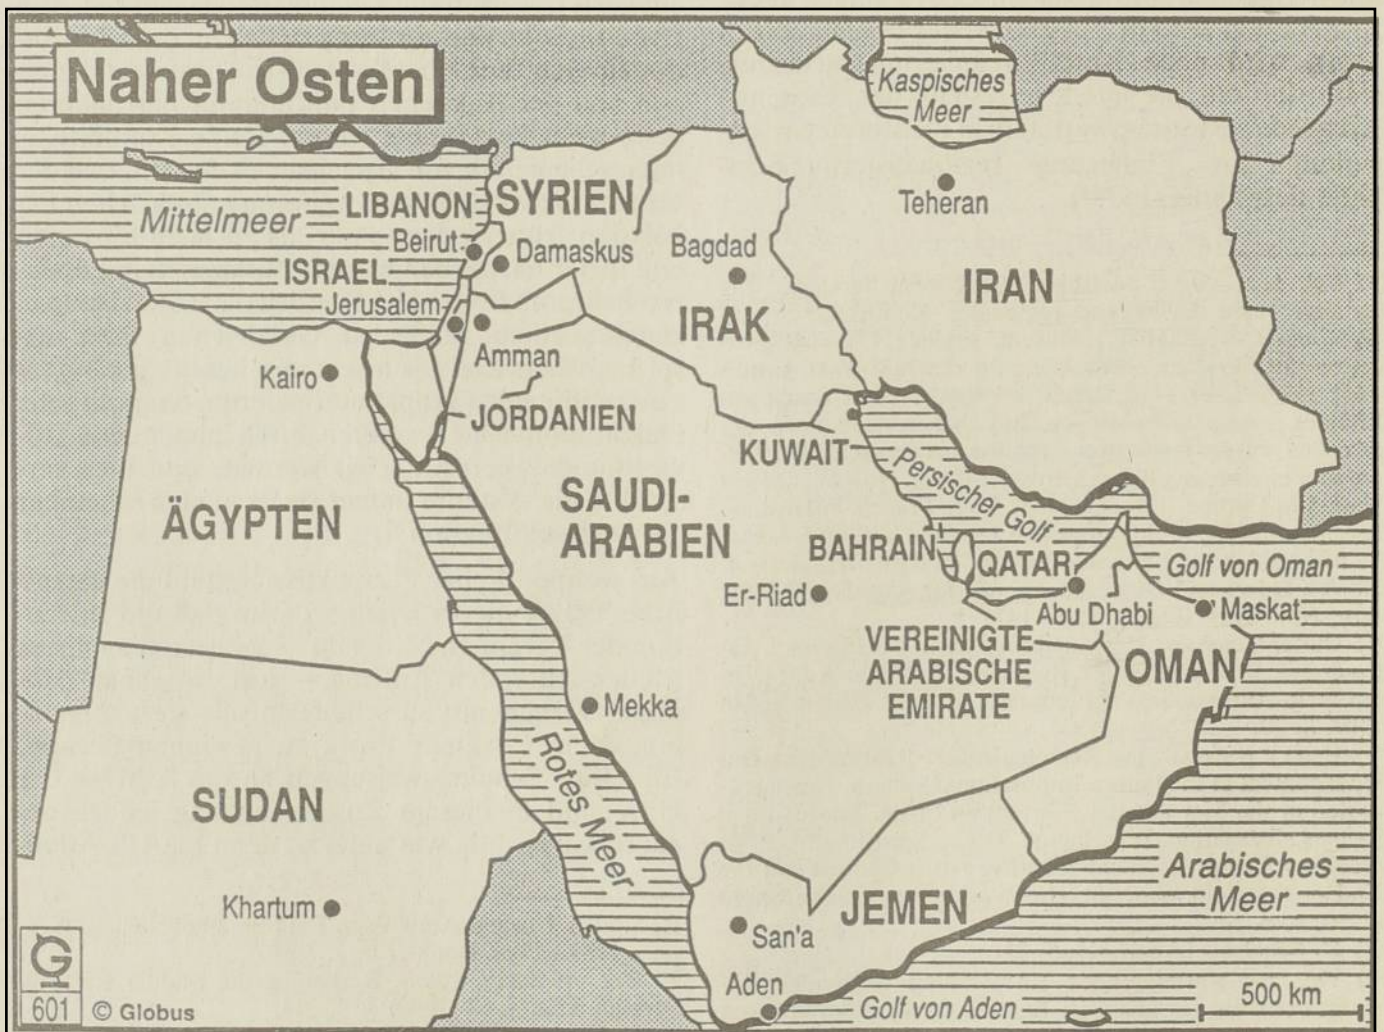 Naher Osten
Kaspisches
Meer
Teheran
LIBANON
SYRIEN
Mittelmeer
Beirut
Damaskus
Bagdad
ISRAEL
Jerusalem
IRAN
IRAK
Amman
Kairo
JORDANIEN
KUWAIT
Persischer Golf
SAUDI-
ARABIEN
ÄGYPTEN
BAHRAIN
QATAR
Golf von Oman
Er-Riad
Abu Dhabi
Maskat
VEREINIGTE
ARABISCHE
EMIRATE
OMAN
Mekka
Rotes Meer
SUDAN
Arabisches
Meer
Khartum
JEMEN
San'a
Aden
Golf von Aden
500 km
G
601
© Globus